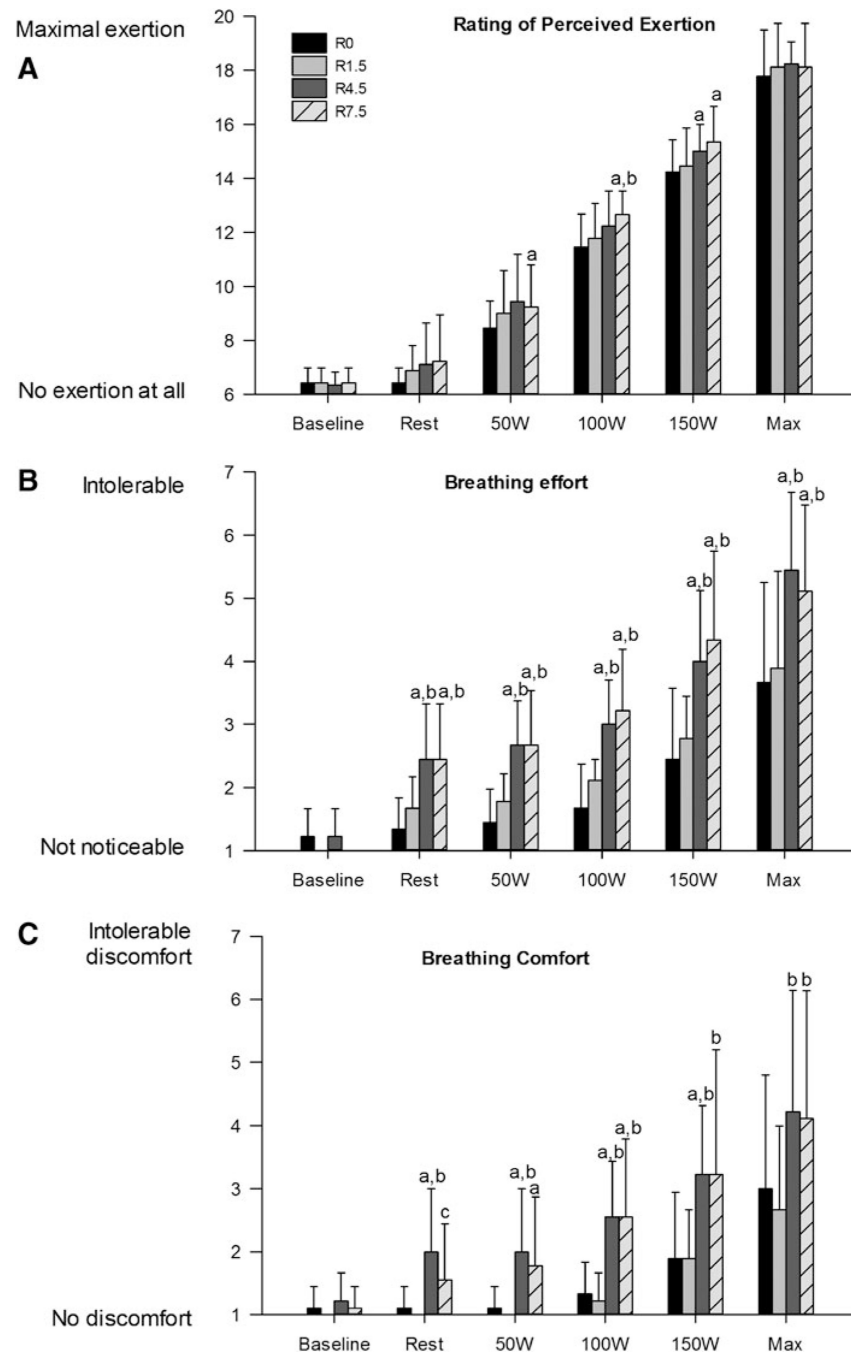 Maximal exertion
A
20
Rating of Perceived Exertion
R0
R1.5
R4.5
R7.5
18
16
14
12
10
8
6
No exertion at all
a
a,b
a
a
Baseline Rest 50W 100W 150W Max
B
Intolerable
7
Breathing effort
6
5
4
3
2
1
Not noticeable
a,b a,b
a,b a,b
a,b a,b
a,b a,b
a,b a,b
Baseline Rest 50W 100W 150W Max
C
Intolerable
discomfort
7
Breathing Comfort
6
5
4
3
2
1
No discomfort
a,b c
a,b a
a,b a,b
a,b b
b b
Baseline Rest 50W 100W 150W Max